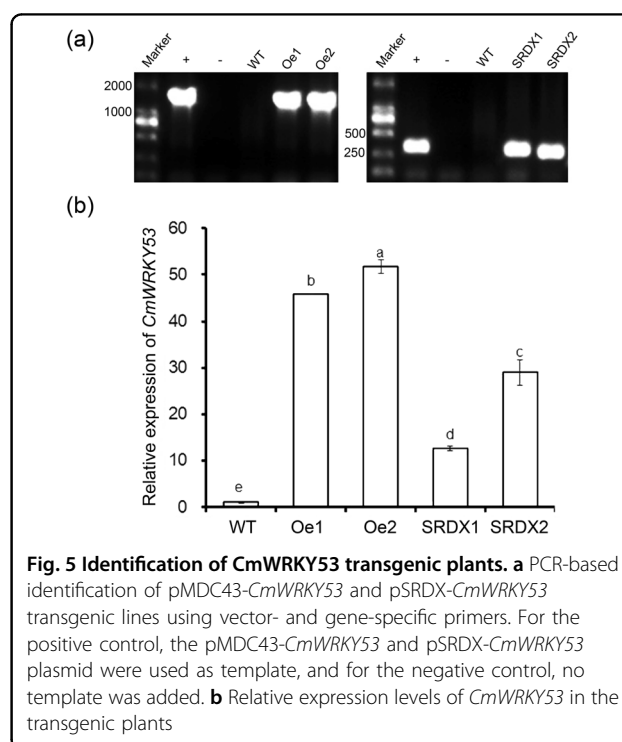 (a)
Marker + - WT Oe1 Oe2
Marker + - WT SRDX1 SRDX2
2000
1000
500
250
(b)
Relative expression of CmWRKY53
60
50
40
30
20
10
0
e
b
a
d
c
WT Oe1 Oe2 SRDX1 SRDX2
Fig. 5 Identification of CmWRKY53 transgenic plants. a PCR-based
identification of pMDC43-CmWRKY53 and pSRDX-CmWRKY53
transgenic lines using vector- and gene-specific primers. For the
positive control, the pMDC43-CmWRKY53 and pSRDX-CmWRKY53
plasmid were used as template, and for the negative control, no
template was added. b Relative expression levels of CmWRKY53 in the
transgenic plants